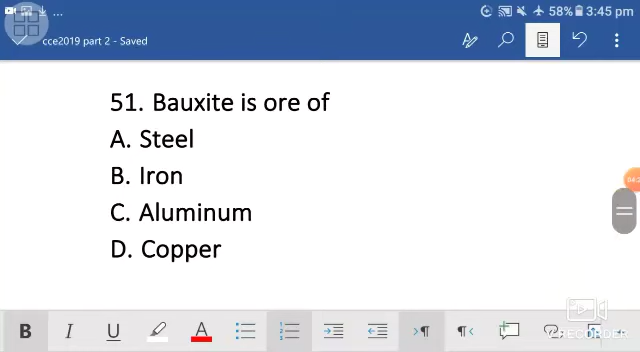 58% 3:45 pm
cce2019 part 2 - Saved
51. Bauxite is ore of
A. Steel
B. Iron
C. Aluminum
D. Copper
B I U A